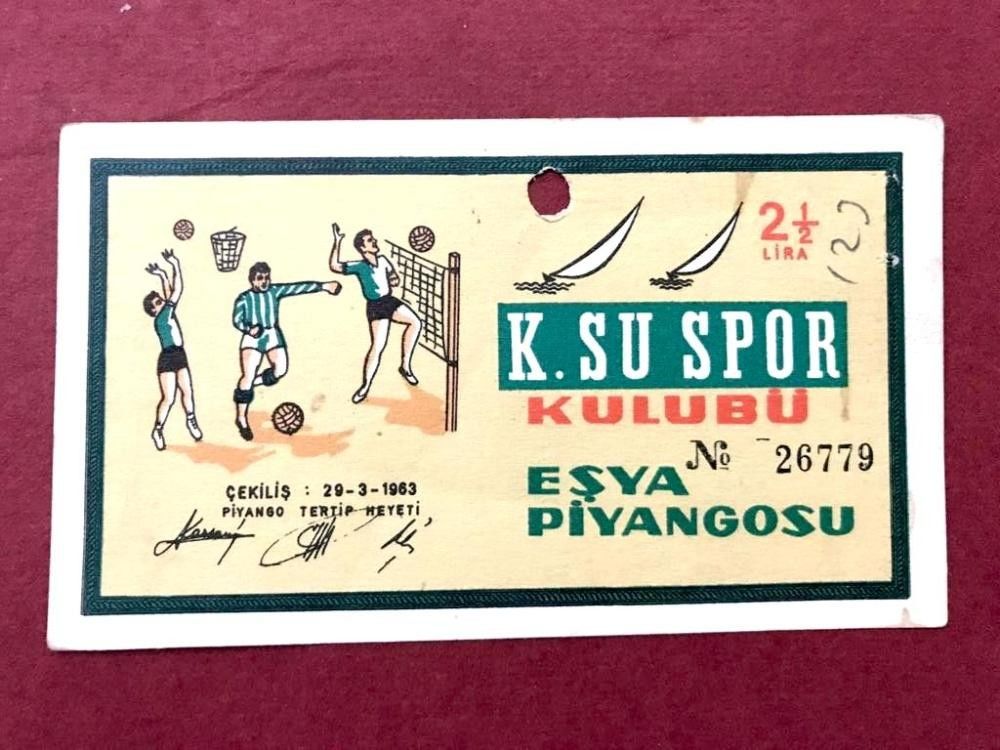 2 1/2
LİRA
K. SU SPOR
KULUBÜ
No 26779
EŞYA
PİYANGOSU
ÇEKİLİŞ : 29-3-1963
PİYANGO TERTİP HEYETİ